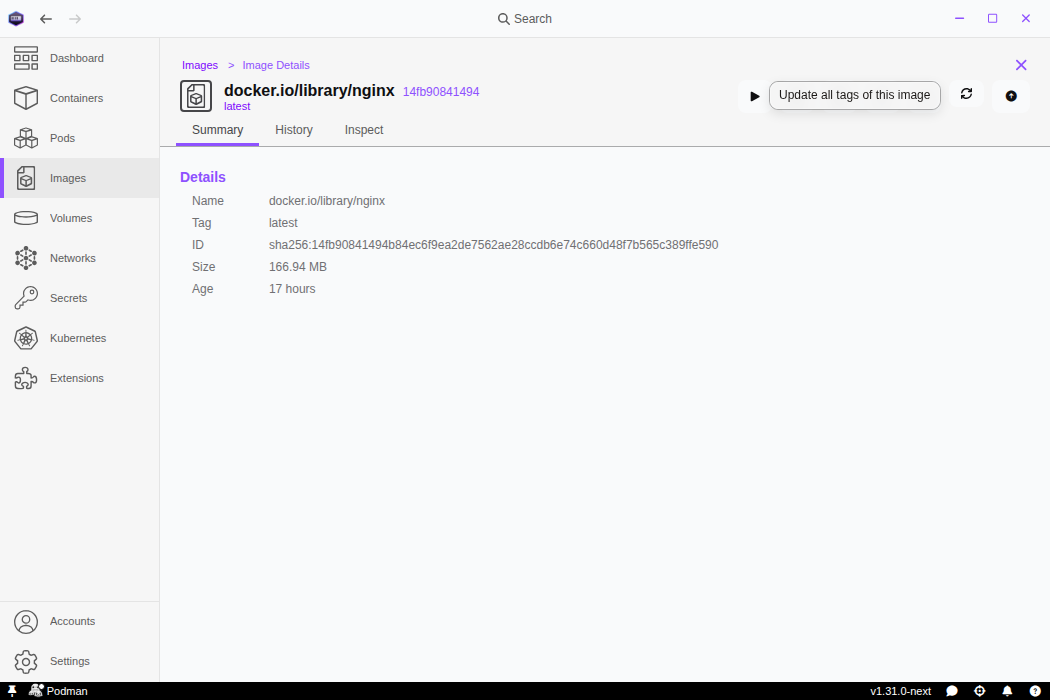 Search
Dashboard
Containers
Pods
Images
Volumes
Networks
Secrets
Kubernetes
Extensions
Accounts
Settings
Images > Image Details
docker.io/library/nginx 14fb90841494
latest
Update all tags of this image
Summary History Inspect
Details
Name docker.io/library/nginx
Tag latest
ID sha256:14fb90841494b84ec6f9ea2de7562ae28ccdb6e74c660d48f7b565c389ffe590
Size 166.94 MB
Age 17 hours
Podman
v1.31.0-next